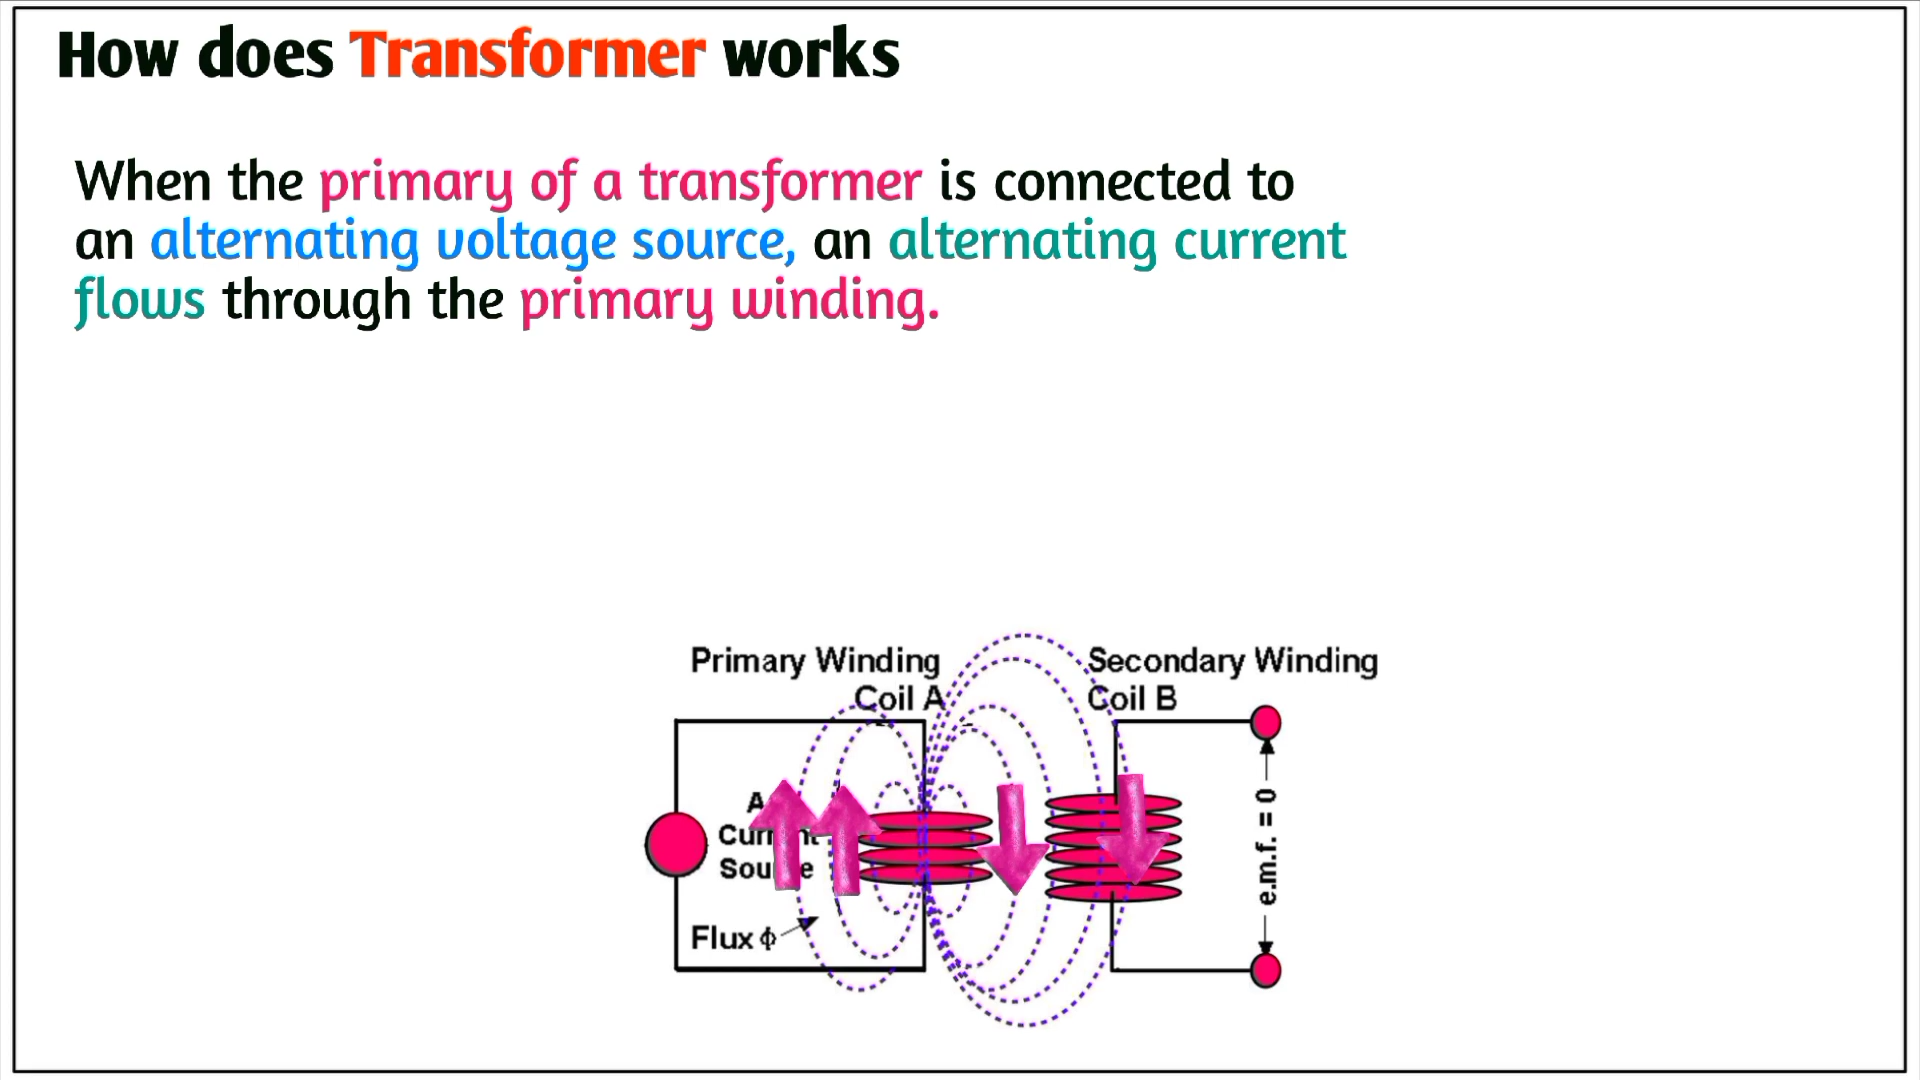 How does Transformer works
When the primary of a transformer is connected to
an alternating voltage source, an alternating current
flows through the primary winding.
Primary Winding
Coil A
Secondary Winding
Coil B
Source
Flux ϕ
e.m.f. = 0